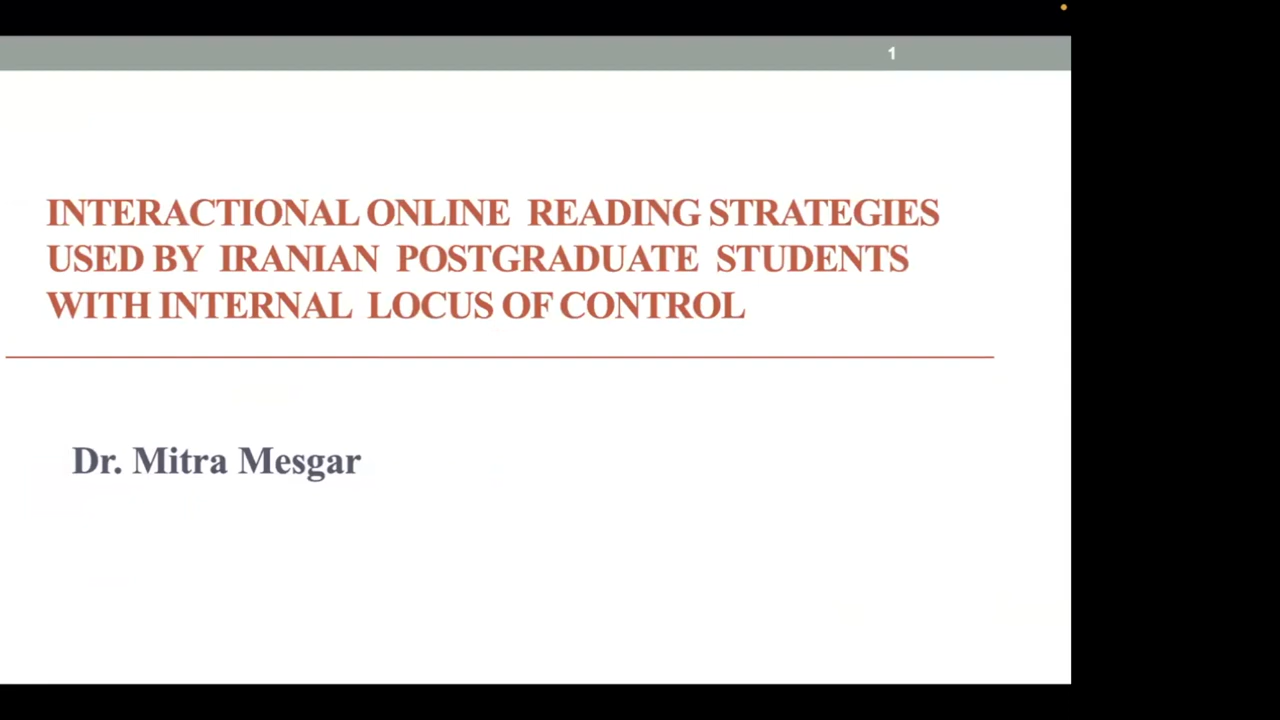 1
INTERACTIONAL ONLINE READING STRATEGIES
USED BY IRANIAN POSTGRADUATE STUDENTS
WITH INTERNAL LOCUS OF CONTROL
Dr. Mitra Mesgar